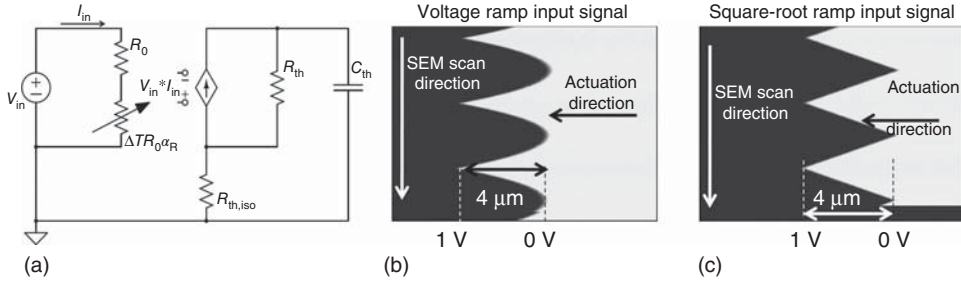 I_in
R_0
V_in
ΔTR_0α_R
V_in*I_in
R_th
C_th
R_th,iso
(a)
Voltage ramp input signal
SEM scan
direction
Actuation
direction
4 μm
1 V
0 V
(b)
Square-root ramp input signal
SEM scan
direction
Actuation
direction
4 μm
1 V
0 V
(c)